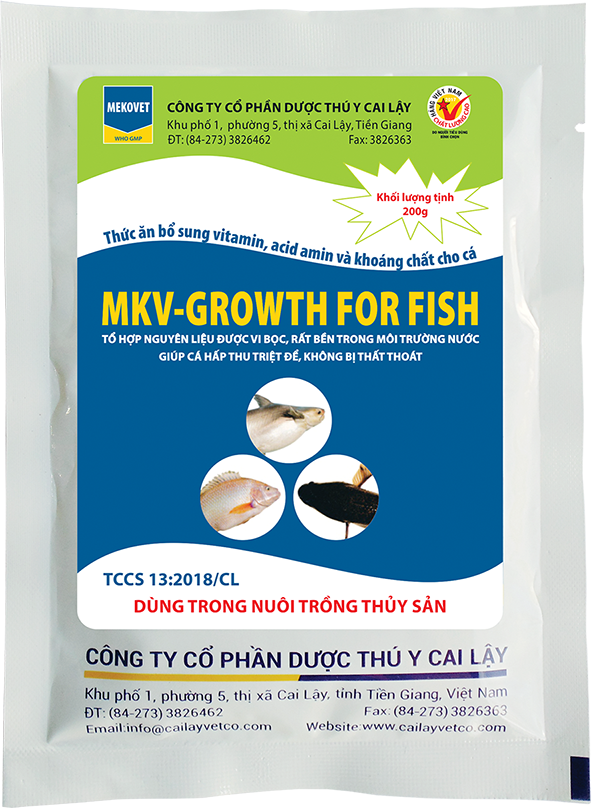 MEKOVET
WHO GMP
CÔNG TY CỔ PHẦN DƯỢC THÚ Y CAI LẬY
Khu phố 1, phường 5, thị xã Cai Lậy, Tiền Giang
ĐT: (84-273) 3826462 Fax: 3826363
HÀNG VIỆT NAM
CHẤT LƯỢNG CAO
DO NGƯỜI TIÊU DÙNG
BÌNH CHỌN
Khối lượng tịnh
200g
Thức ăn bổ sung vitamin, acid amin và khoáng chất cho cá
MKV-GROWTH FOR FISH
TỔ HỢP NGUYÊN LIỆU ĐƯỢC VI BỌC, RẤT BỀN TRONG MÔI TRƯỜNG NƯỚC
GIÚP CÁ HẤP THU TRIỆT ĐỂ, KHÔNG BỊ THẤT THOÁT
TCCS 13:2018/CL
DÙNG TRONG NUÔI TRỒNG THỦY SẢN
CÔNG TY CỔ PHẦN DƯỢC THÚ Y CAI LẬY
Khu phố 1, phường 5, thị xã Cai Lậy, tỉnh Tiền Giang, Việt Nam
ĐT: (84-273) 3826462 Fax: (84-273) 3826363
Email:info@cailayvetco.com Website:www.cailayvetco.com